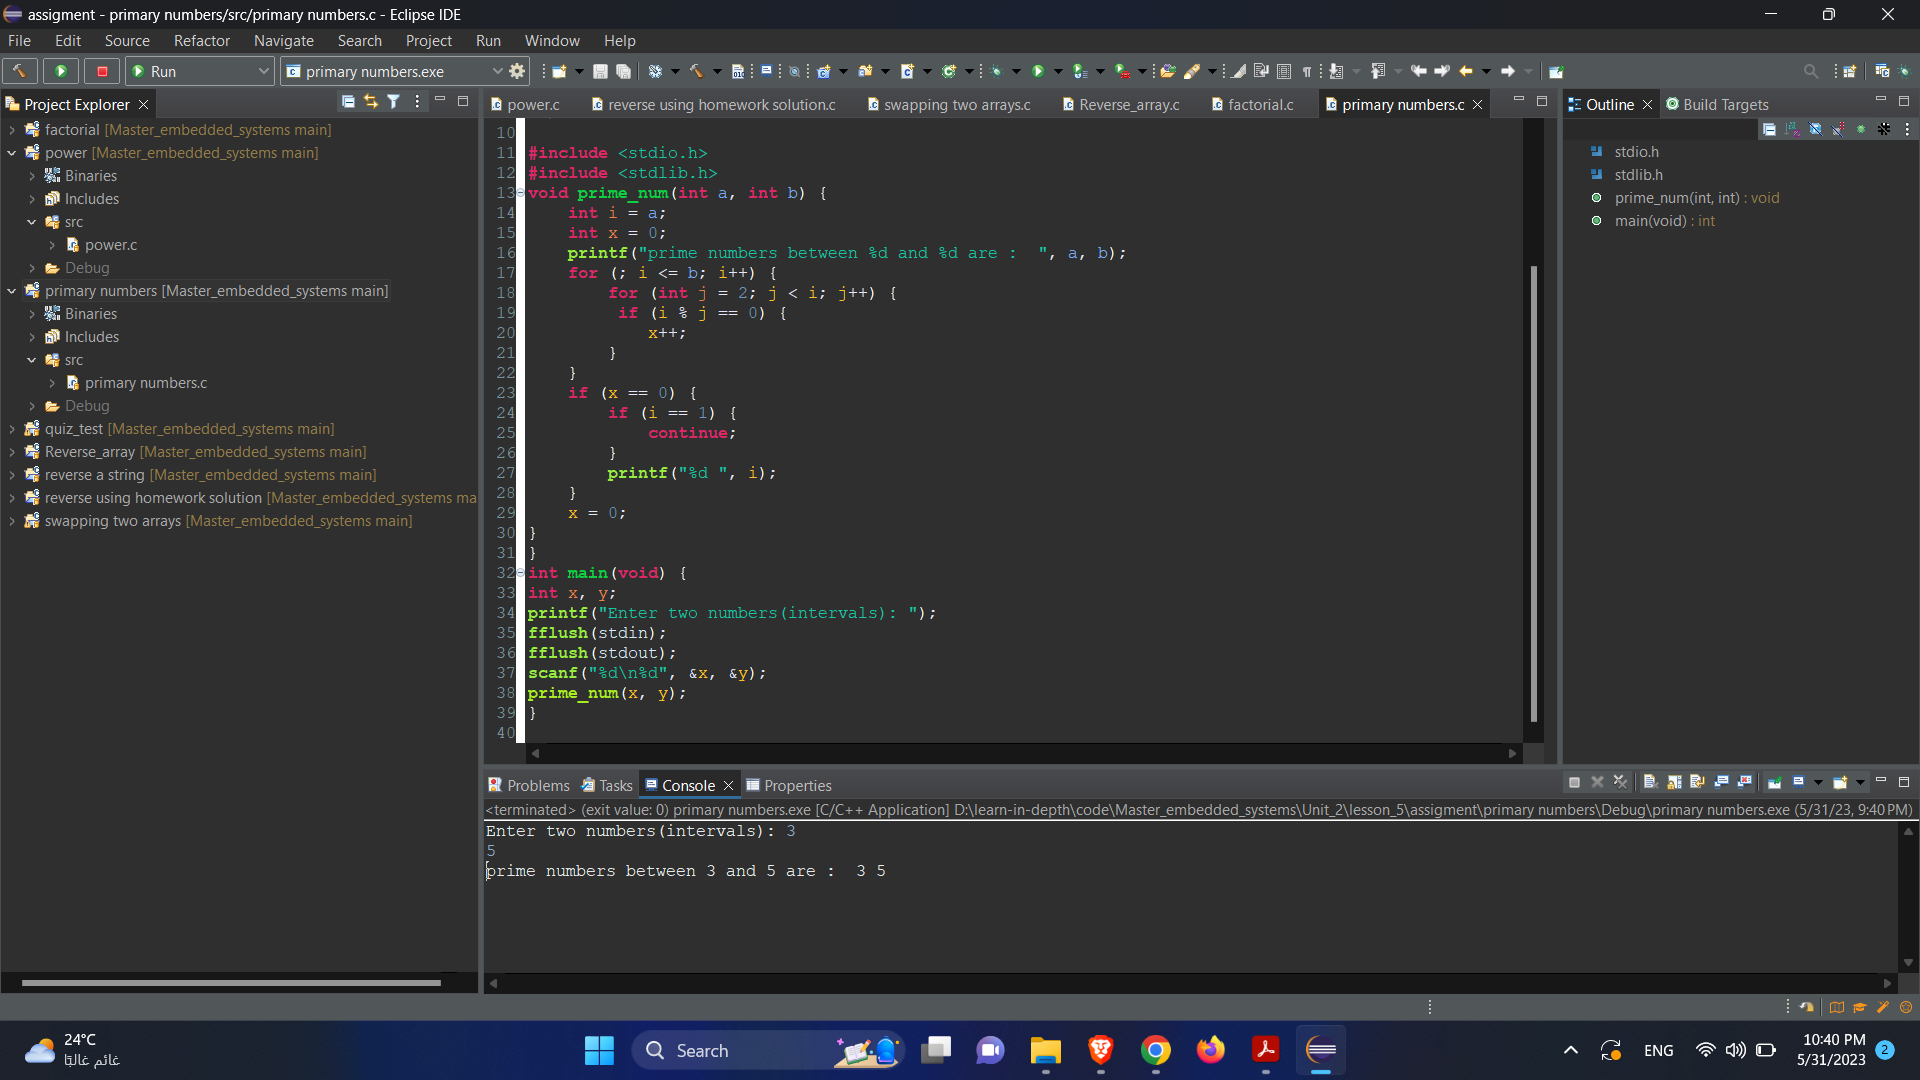 assigment - primary numbers/src/primary numbers.c - Eclipse IDE
File Edit Source Refactor Navigate Search Project Run Window Help
Run primary numbers.exe
Project Explorer
factorial [Master_embedded_systems main]
power [Master_embedded_systems main]
Binaries
Includes
src
power.c
Debug
primary numbers [Master_embedded_systems main]
Binaries
Includes
src
primary numbers.c
Debug
quiz_test [Master_embedded_systems main]
Reverse_array [Master_embedded_systems main]
reverse a string [Master_embedded_systems main]
reverse using homework solution [Master_embedded_systems ma
swapping two arrays [Master_embedded_systems main]
power.c reverse using homework solution.c swapping two arrays.c Reverse_array.c factorial.c primary numbers.c
10
11 #include <stdio.h>
12 #include <stdlib.h>
13 void prime_num(int a, int b) {
14 int i = a;
15 int x = 0;
16 printf("prime numbers between %d and %d are :  ", a, b);
17 for (; i <= b; i++) {
18 for (int j = 2; j < i; j++) {
19 if (i % j == 0) {
20 x++;
21 }
22 }
23 if (x == 0) {
24 if (i == 1) {
25 continue;
26 }
27 printf("%d ", i);
28 }
29 x = 0;
30 }
31 }
32 int main(void) {
33 int x, y;
34 printf("Enter two numbers(intervals): ");
35 fflush(stdin);
36 fflush(stdout);
37 scanf("%d\n%d", &x, &y);
38 prime_num(x, y);
39 }
40
Outline Build Targets
stdio.h
stdlib.h
prime_num(int, int) : void
main(void) : int
Problems Tasks Console Properties
<terminated> (exit value: 0) primary numbers.exe [C/C++ Application] D:\learn-in-depth\code\Master_embedded_systems\Unit_2\lesson_5\assigment\primary numbers\Debug\primary numbers.exe (5/31/23, 9:40 PM)
Enter two numbers(intervals): 3
5
prime numbers between 3 and 5 are :  3 5
24°C
غائم غالبًا
Search
ENG
10:40 PM
5/31/2023
2